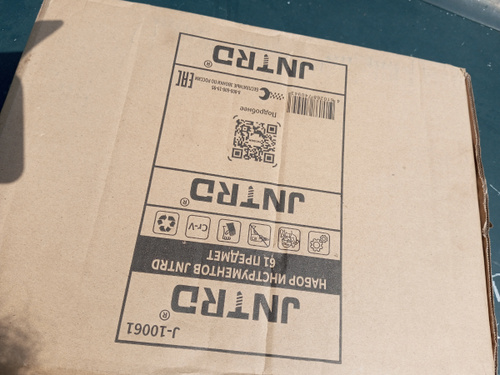 J-10061
JNTRD®
НАБОР ИНСТРУМЕНТОВ JNTRD
61 ПРЕДМЕТ
Cr-V
JNTRD®
Подробнее
EAC
JNTRD®